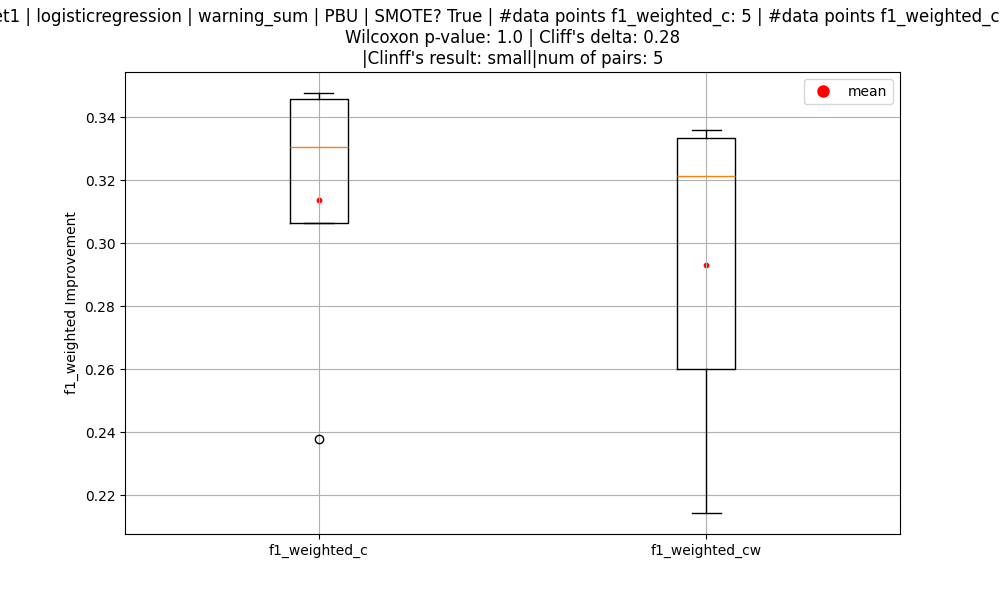 et1 | logisticregression | warning_sum | PBU | SMOTE? True | #data points f1_weighted_c: 5 | #data points f1_weighted_c
Wilcoxon p-value: 1.0 | Cliff's delta: 0.28
|Clinff's result: small|num of pairs: 5
mean
0.34
0.32
0.30
0.28
0.26
0.24
0.22
f1_weighted Improvement
f1_weighted_c
f1_weighted_cw